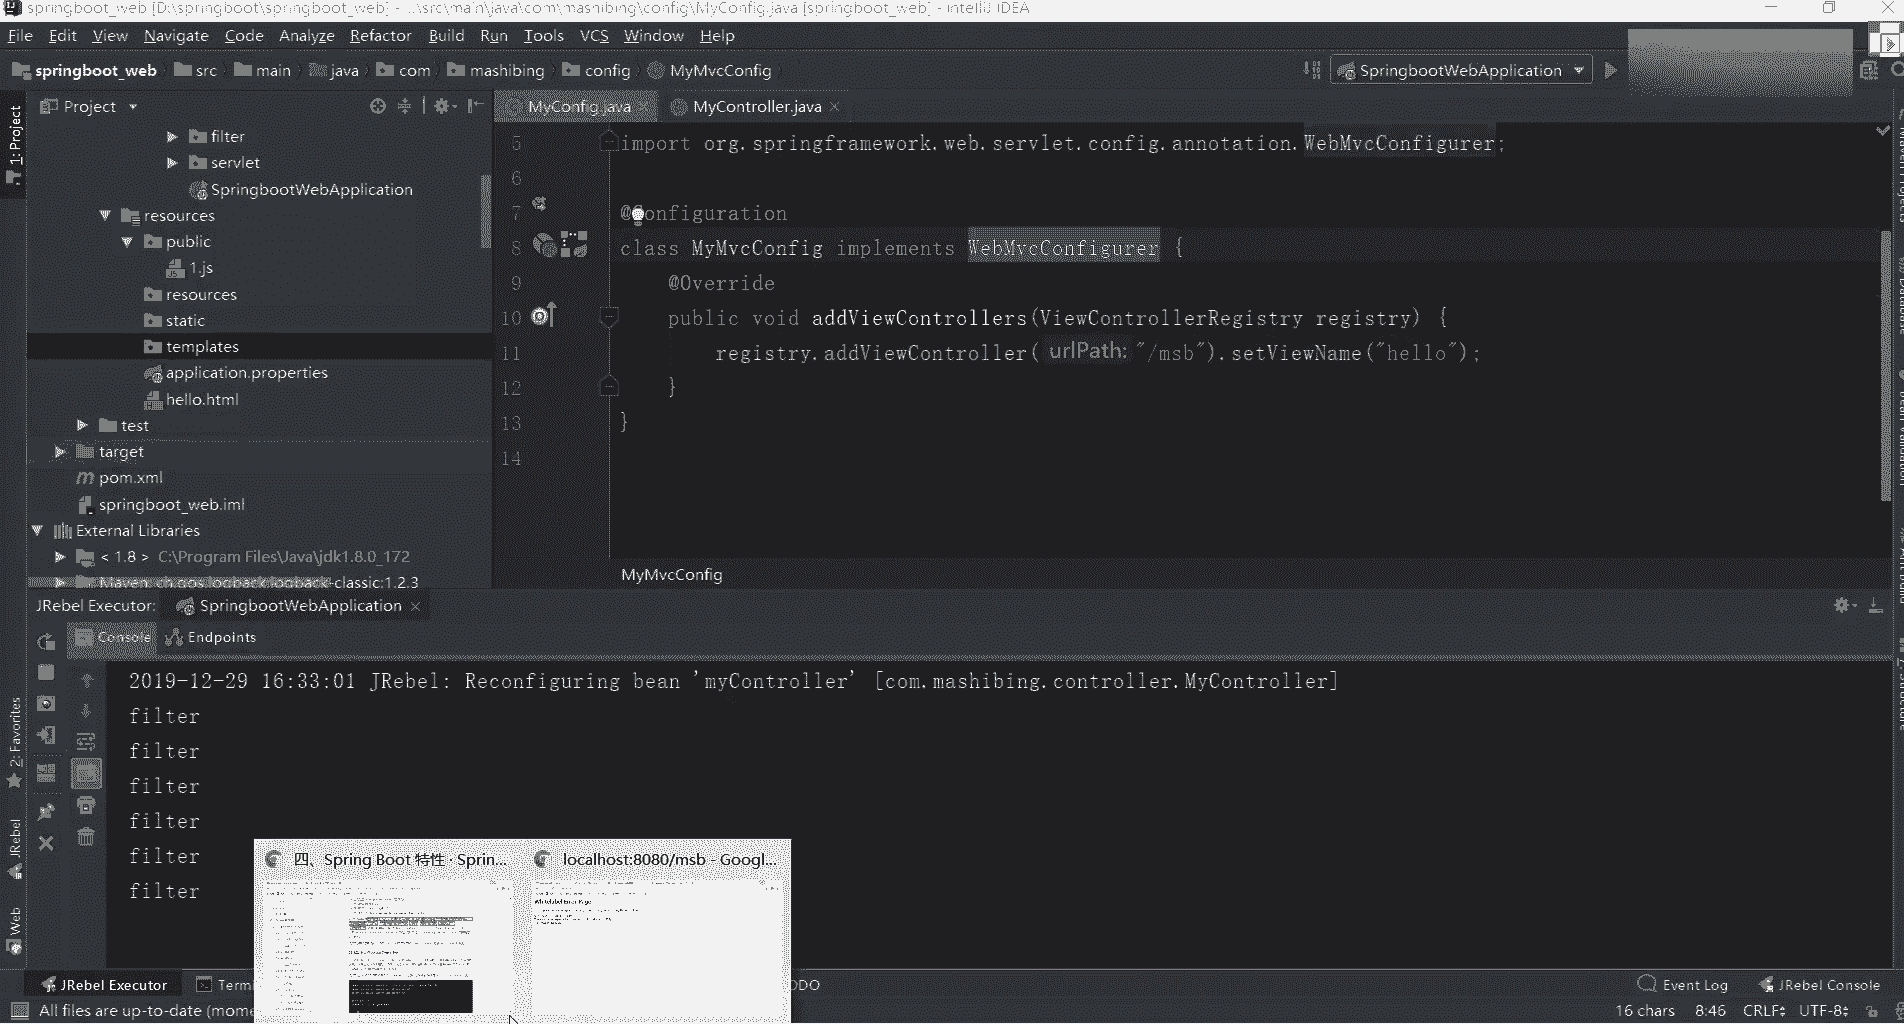 springboot_web [D:\springboot\springboot_web] - ...\src\main\java\com\mashibing\config\MyConfig.java [springboot_web] - IntelliJ IDEA
File Edit View Navigate Code Analyze Refactor Build Run Tools VCS Window Help
springboot_web src main java com mashibing config MyMvcConfig SpringbootWebApplication
1: Project
Project
MyConfig.java MyController.java
filter
servlet
SpringbootWebApplication
resources
public
1.js
resources
static
templates
application.properties
hello.html
test
target
pom.xml
springboot_web.iml
External Libraries
< 1.8 > C:\Program Files\Java\jdk1.8.0_172
Maven: ch.qos.logback:logback-classic:1.2.3
5 import org.springframework.web.servlet.config.annotation.WebMvcConfigurer;
6
7 @Configuration
8 class MyMvcConfig implements WebMvcConfigurer {
9 @Override
10 public void addViewControllers(ViewControllerRegistry registry) {
11 registry.addViewController( urlPath: "/msb").setViewName("hello");
12 }
13 }
14
MyMvcConfig
JRebel Executor: SpringbootWebApplication
Console Endpoints
2019-12-29 16:33:01 JRebel: Reconfiguring bean 'myController' [com.mashibing.controller.MyController]
filter
filter
filter
filter
filter
filter
2: Favorites
JRebel
Web
四、Spring Boot 特性 · Sprin... localhost:8080/msb - Googl...
Whitelabel Error Page
JRebel Executor Termi ODO Event Log JRebel Console
All files are up-to-date (mome 16 chars 8:46 CRLF UTF-8